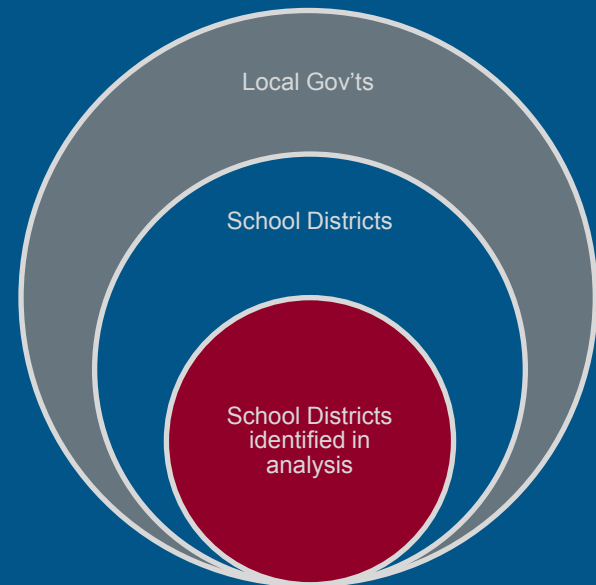 Local Gov’ts
School Districts
School Districts
identified in
analysis